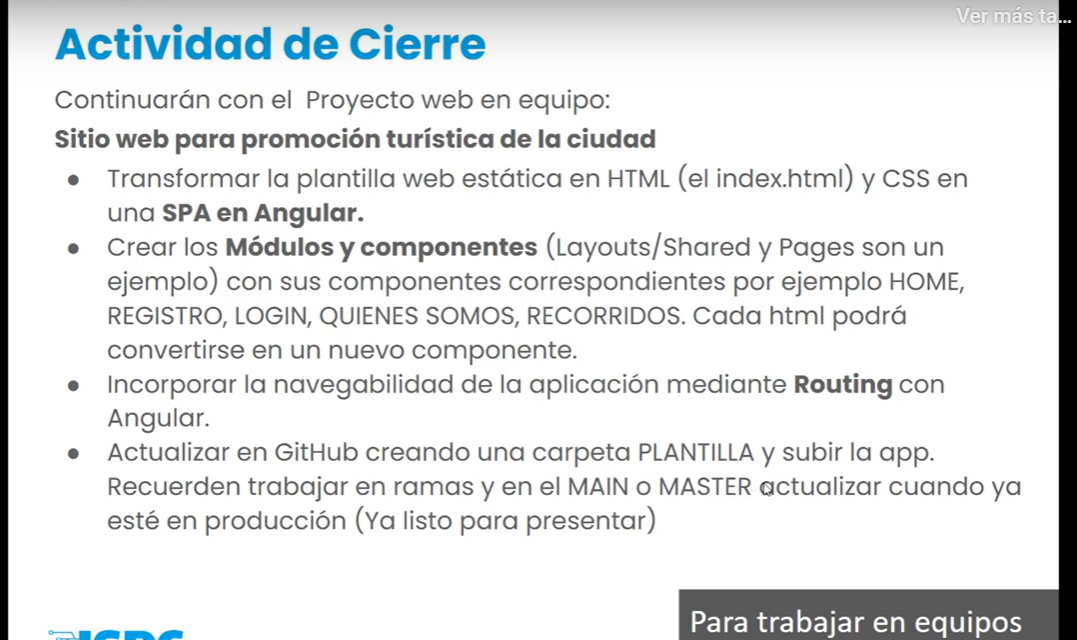 Ver más ta...
Actividad de Cierre
Continuarán con el Proyecto web en equipo:
Sitio web para promoción turística de la ciudad
● Transformar la plantilla web estática en HTML (el index.html) y CSS en
una SPA en Angular.
● Crear los Módulos y componentes (Layouts/Shared y Pages son un
ejemplo) con sus componentes correspondientes por ejemplo HOME,
REGISTRO, LOGIN, QUIENES SOMOS, RECORRIDOS. Cada html podrá
convertirse en un nuevo componente.
● Incorporar la navegabilidad de la aplicación mediante Routing con
Angular.
● Actualizar en GitHub creando una carpeta PLANTILLA y subir la app.
Recuerden trabajar en ramas y en el MAIN o MASTER actualizar cuando ya
esté en producción (Ya listo para presentar)
Para trabajar en equipos